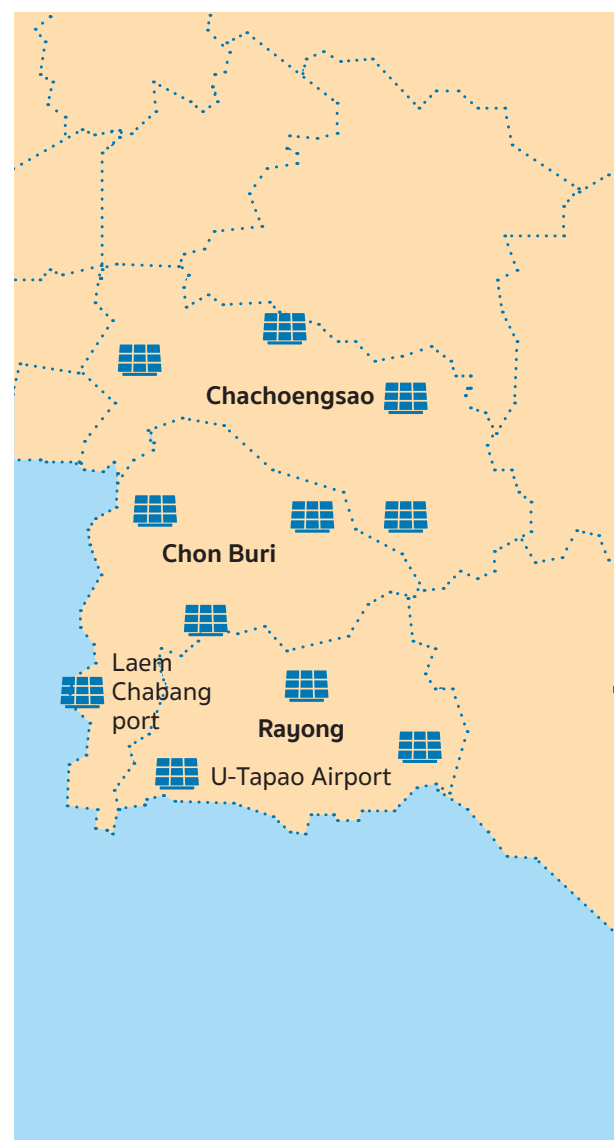 Chachoengsao
Chon Buri
Laem
Chabang
port
Rayong
U-Tapao Airport